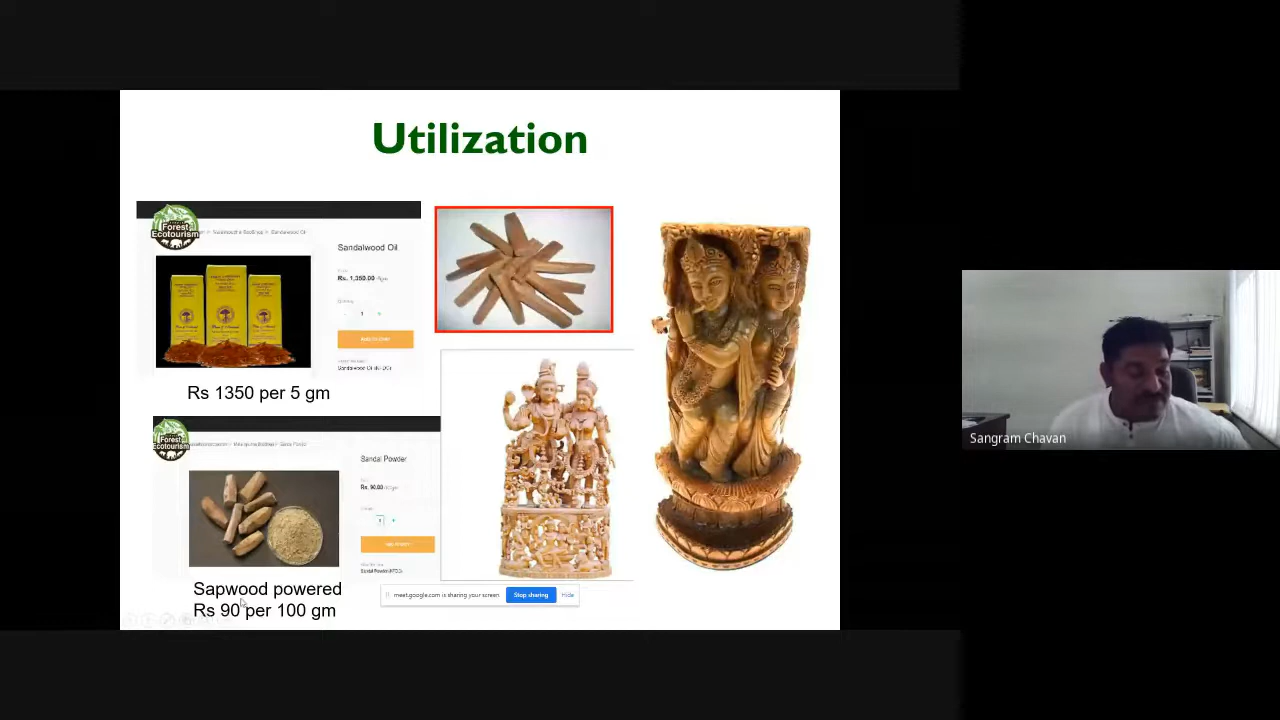 Utilization
Forest
Ecotourism
Sandalwood Oil
Rs. 1,350.00
1
Rs 1350 per 5 gm
Forest
Ecotourism
Sandal Powder
Rs. 90.00
1
Sapwood powered
Rs 90 per 100 gm
meet.google.com is sharing your screen
Stop sharing
Hide
Sangram Chavan